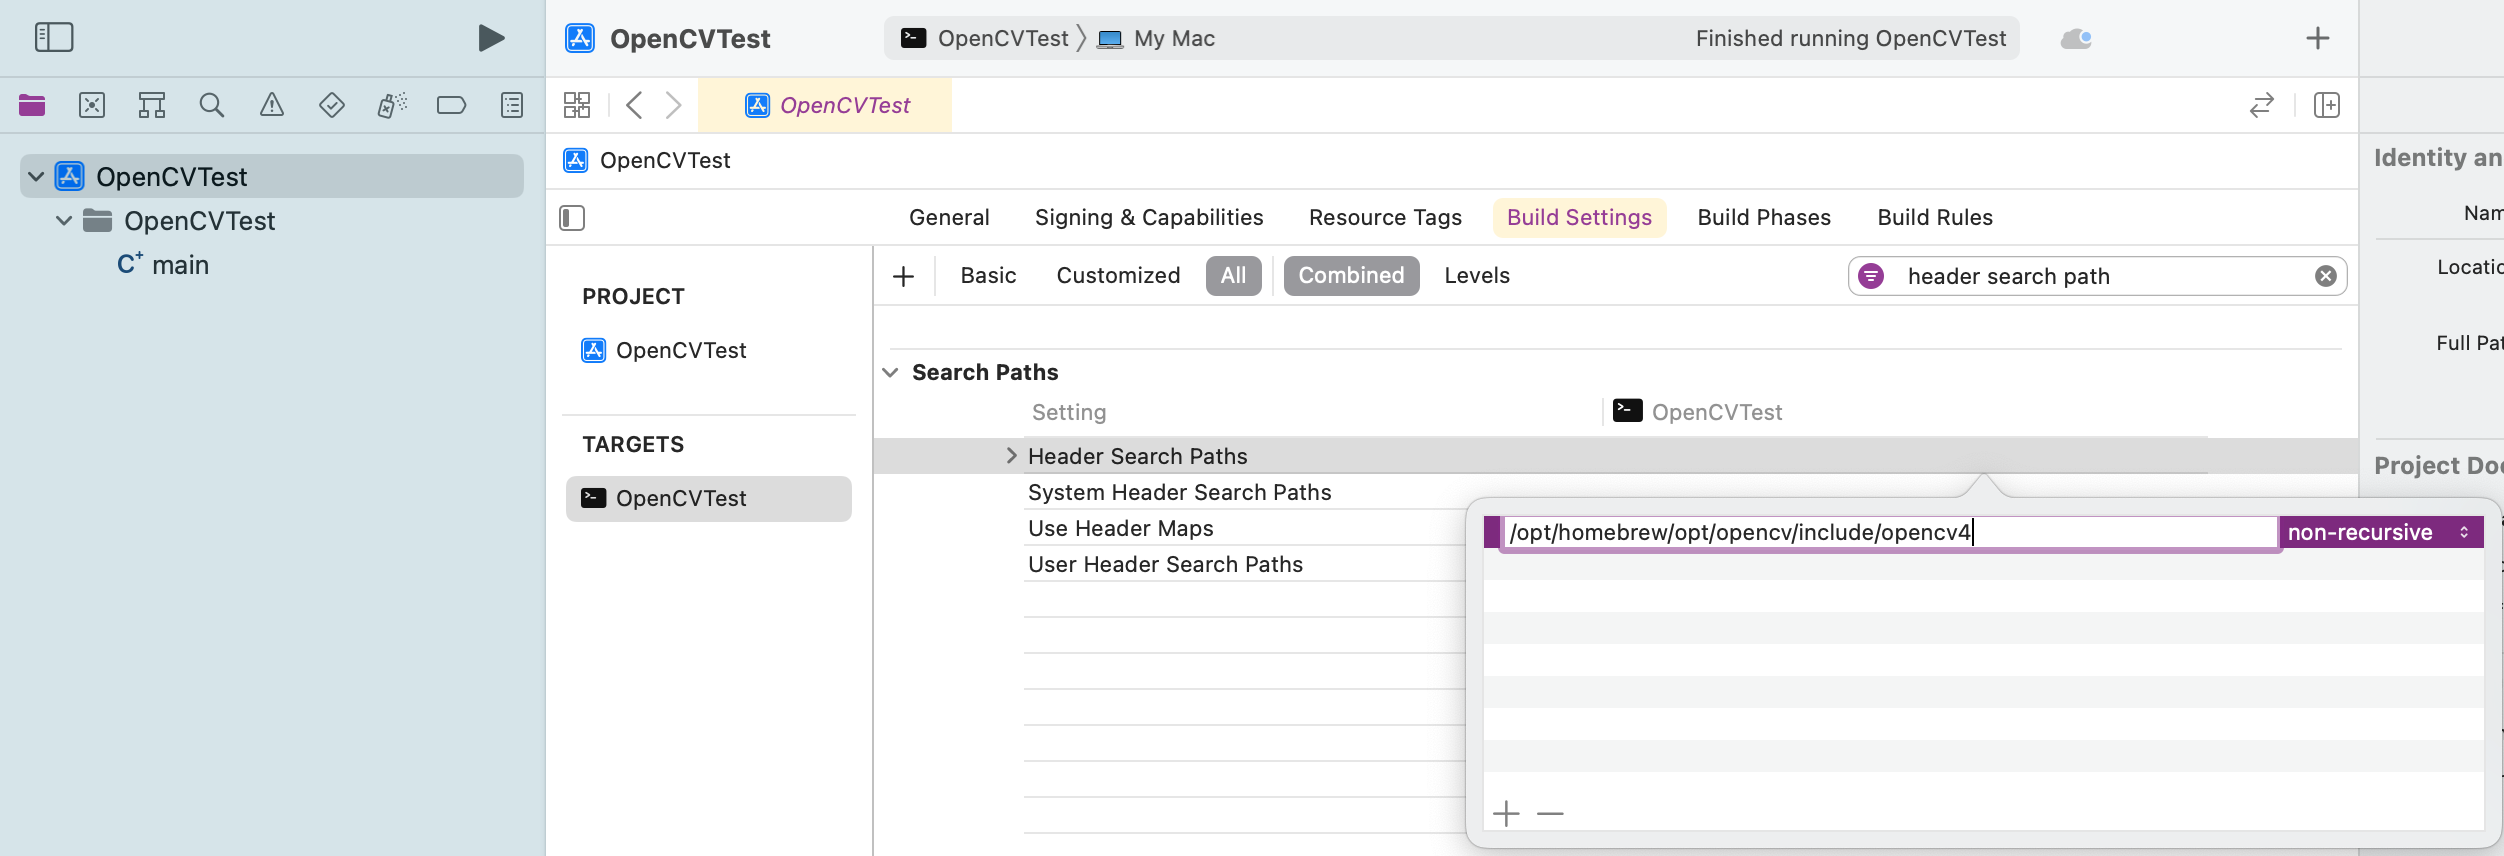 OpenCVTest
OpenCVTest
My Mac
Finished running OpenCVTest
OpenCVTest
OpenCVTest
OpenCVTest
C+ main
OpenCVTest
General
Signing & Capabilities
Resource Tags
Build Settings
Build Phases
Build Rules
PROJECT
OpenCVTest
TARGETS
OpenCVTest
Basic
Customized
All
Combined
Levels
header search path
Search Paths
Setting
OpenCVTest
Header Search Paths
System Header Search Paths
Use Header Maps
User Header Search Paths
/opt/homebrew/opt/opencv/include/opencv4
non-recursive
Identity an
Nam
Locatio
Full Pat
Project Doc